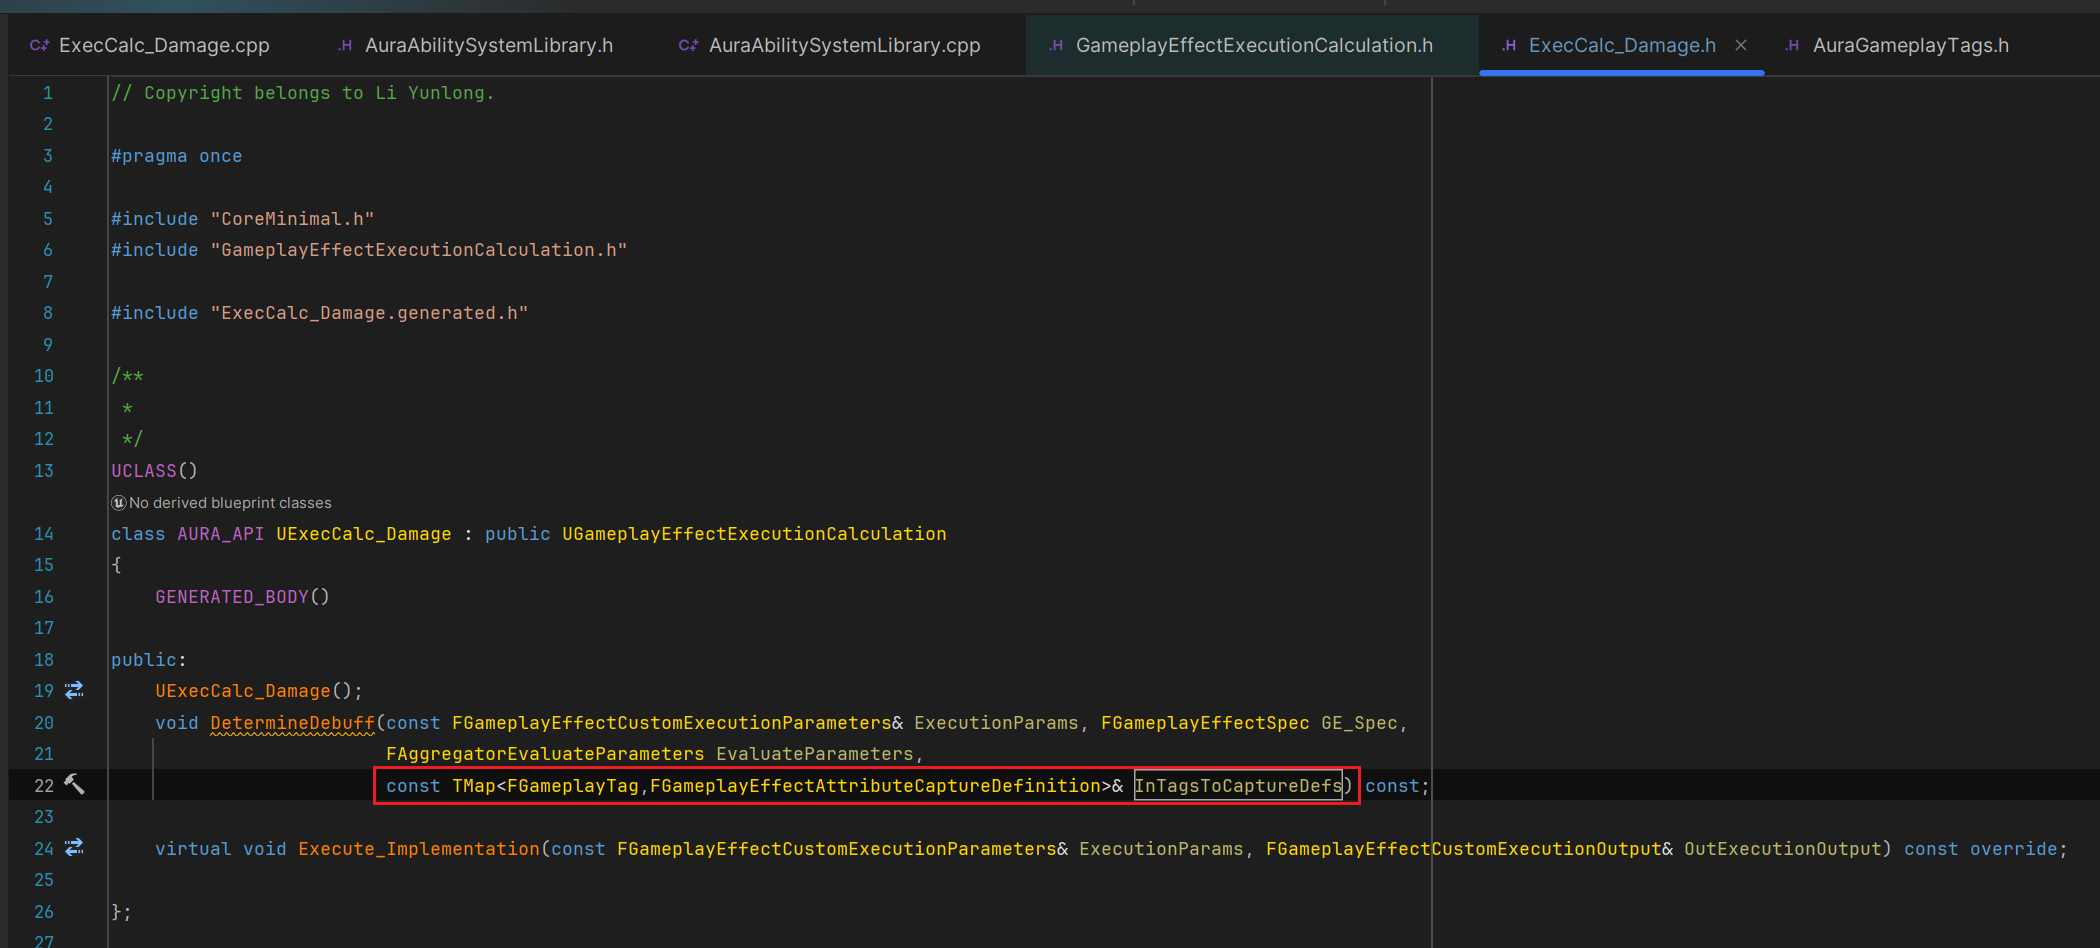 C++ ExecCalc_Damage.cpp .H AuraAbilitySystemLibrary.h C++ AuraAbilitySystemLibrary.cpp .H GameplayEffectExecutionCalculation.h .H ExecCalc_Damage.h × .H AuraGameplayTags.h
1 // Copyright belongs to Li Yunlong.
2
3 #pragma once
4
5 #include "CoreMinimal.h"
6 #include "GameplayEffectExecutionCalculation.h"
7
8 #include "ExecCalc_Damage.generated.h"
9
10 /**
11 *
12 */
13 UCLASS()
No derived blueprint classes
14 class AURA_API UExecCalc_Damage : public UGameplayEffectExecutionCalculation
15 {
16 GENERATED_BODY()
17
18 public:
19 UExecCalc_Damage();
20 void DetermineDebuff(const FGameplayEffectCustomExecutionParameters& ExecutionParams, FGameplayEffectSpec GE_Spec,
21 FAggregatorEvaluateParameters EvaluateParameters,
22 const TMap<FGameplayTag,FGameplayEffectAttributeCaptureDefinition>& InTagsToCaptureDefs) const;
23
24 virtual void Execute_Implementation(const FGameplayEffectCustomExecutionParameters& ExecutionParams, FGameplayEffectCustomExecutionOutput& OutExecutionOutput) const override;
25
26 };
27